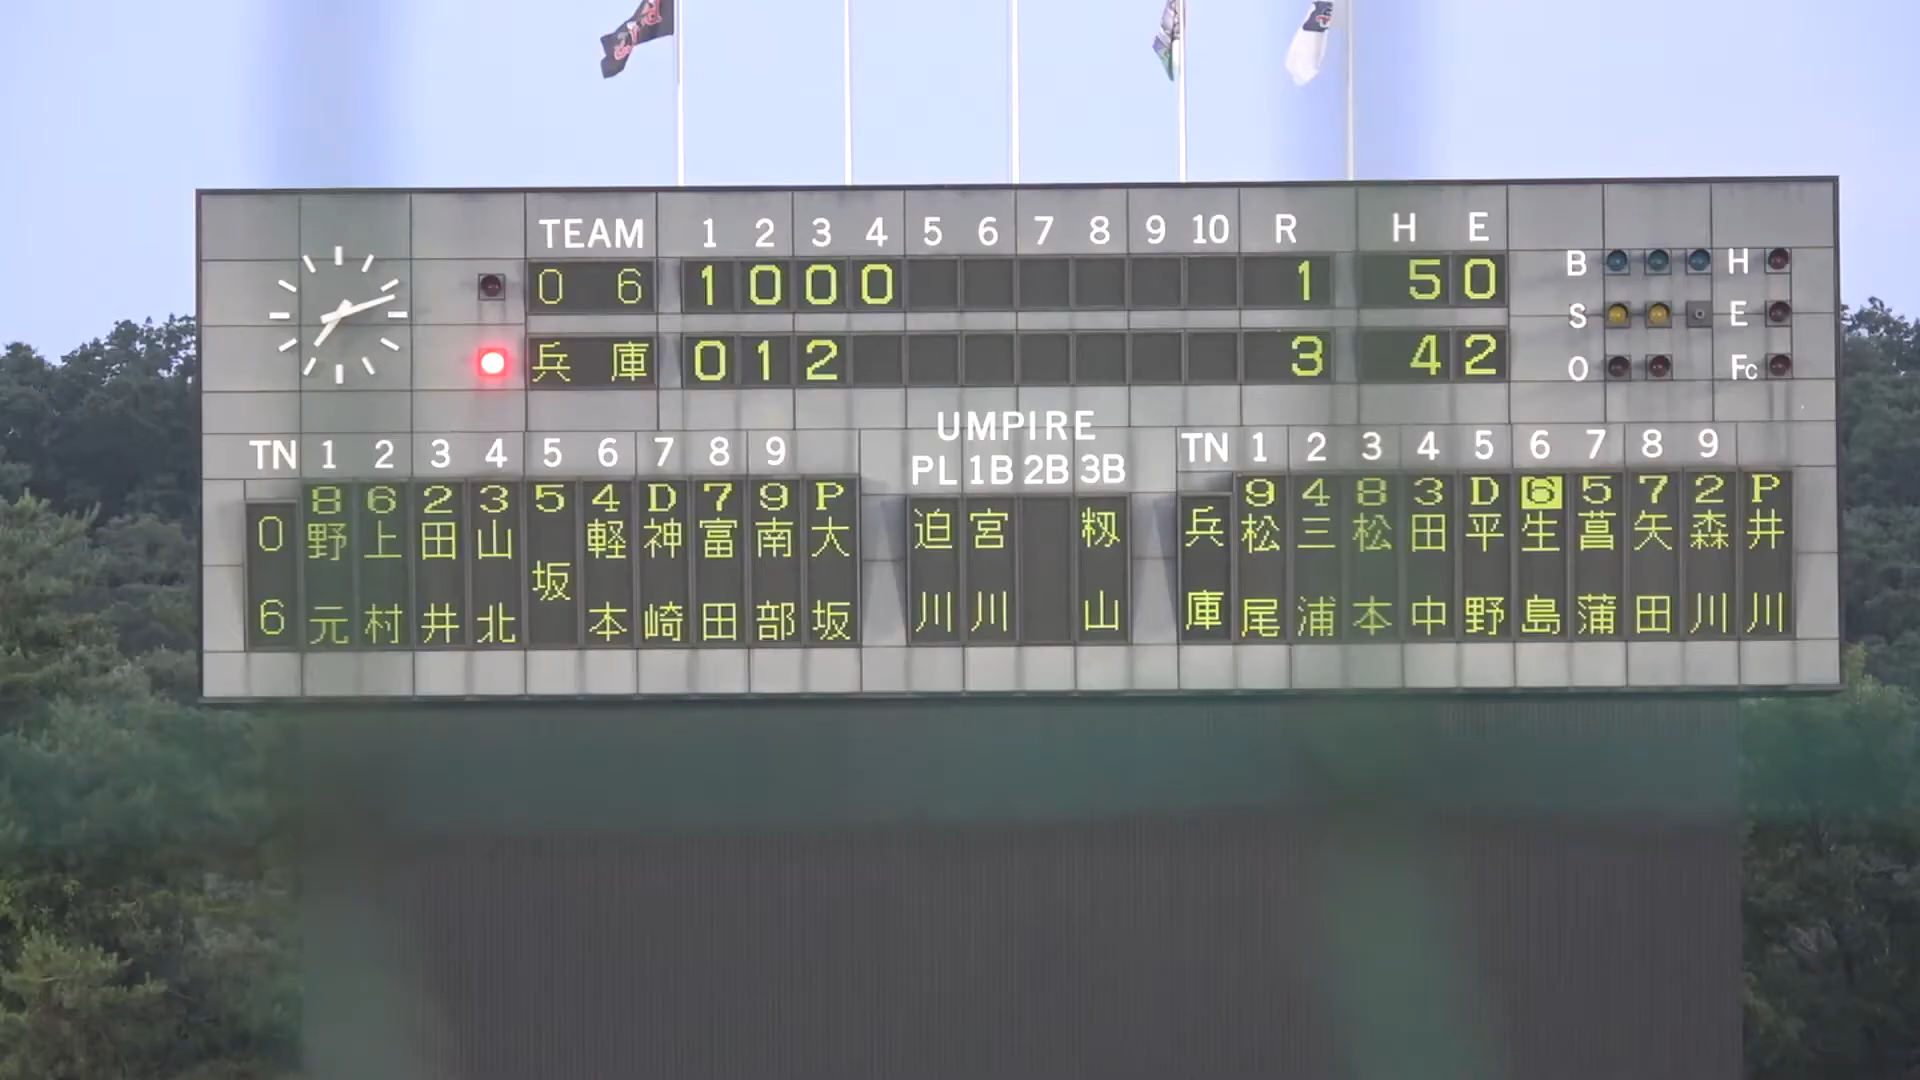 TEAM 1 2 3 4 5 6 7 8 9 10 R H E
06 1 0 0 0 1 5 0
兵庫 0 1 2 3 4 2
B H
S E
O Fc
UMPIRE
PL 1B 2B 3B
迫川 宮川 籾山
TN 1 2 3 4 5 6 7 8 9
8 6 2 3 5 4 D 7 9 P
06 野元 上村 田井 山北 坂 軽本 神崎 富田 南部 大坂
TN 1 2 3 4 5 6 7 8 9
9 4 8 3 D 6 5 7 2 P
兵庫 松尾 三浦 松本 田中 平野 生島 菖蒲 矢田 森川 井川